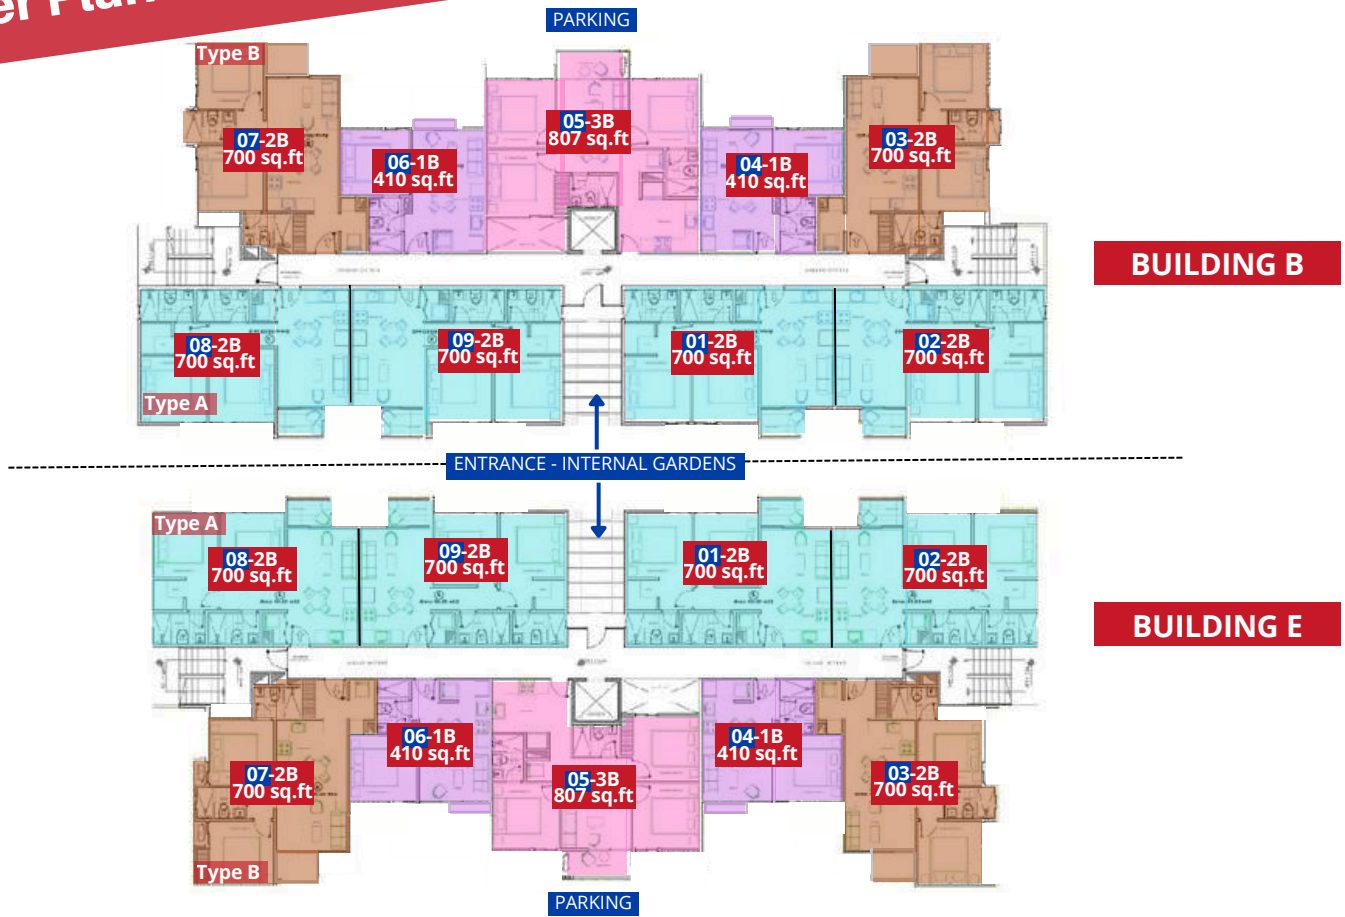 er Plan
PARKING
Type B
07-2B
700 sq.ft
06-1B
410 sq.ft
05-3B
807 sq.ft
04-1B
410 sq.ft
03-2B
700 sq.ft
BUILDING B
08-2B
700 sq.ft
09-2B
700 sq.ft
01-2B
700 sq.ft
02-2B
700 sq.ft
Type A
ENTRANCE - INTERNAL GARDENS
Type A
08-2B
700 sq.ft
09-2B
700 sq.ft
01-2B
700 sq.ft
02-2B
700 sq.ft
BUILDING E
07-2B
700 sq.ft
06-1B
410 sq.ft
05-3B
807 sq.ft
04-1B
410 sq.ft
03-2B
700 sq.ft
Type B
PARKING